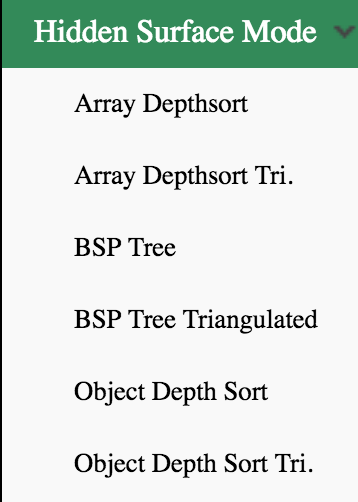 Hidden Surface Mode
Array Depthsort
Array Depthsort Tri.
BSP Tree
BSP Tree Triangulated
Object Depth Sort
Object Depth Sort Tri.